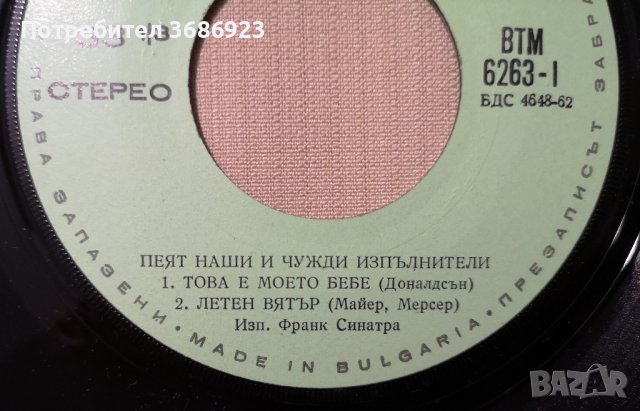 Потребител 3686923
СТЕРЕО
ВТМ
6263-I
БДС 4648-62
ПЕЯТ НАШИ И ЧУЖДИ ИЗПЪЛНИТЕЛИ
1. ТОВА Е МОЕТО БЕБЕ (Доналдсън)
2. ЛЕТЕН ВЯТЪР (Майер, Мерсер)
Изп. Франк Синатра
ПРАВА ЗАПАЗЕНИ • MADE IN BULGARIA • ПРЕЗАПИСЪТ ЗАБРА
BAZAR